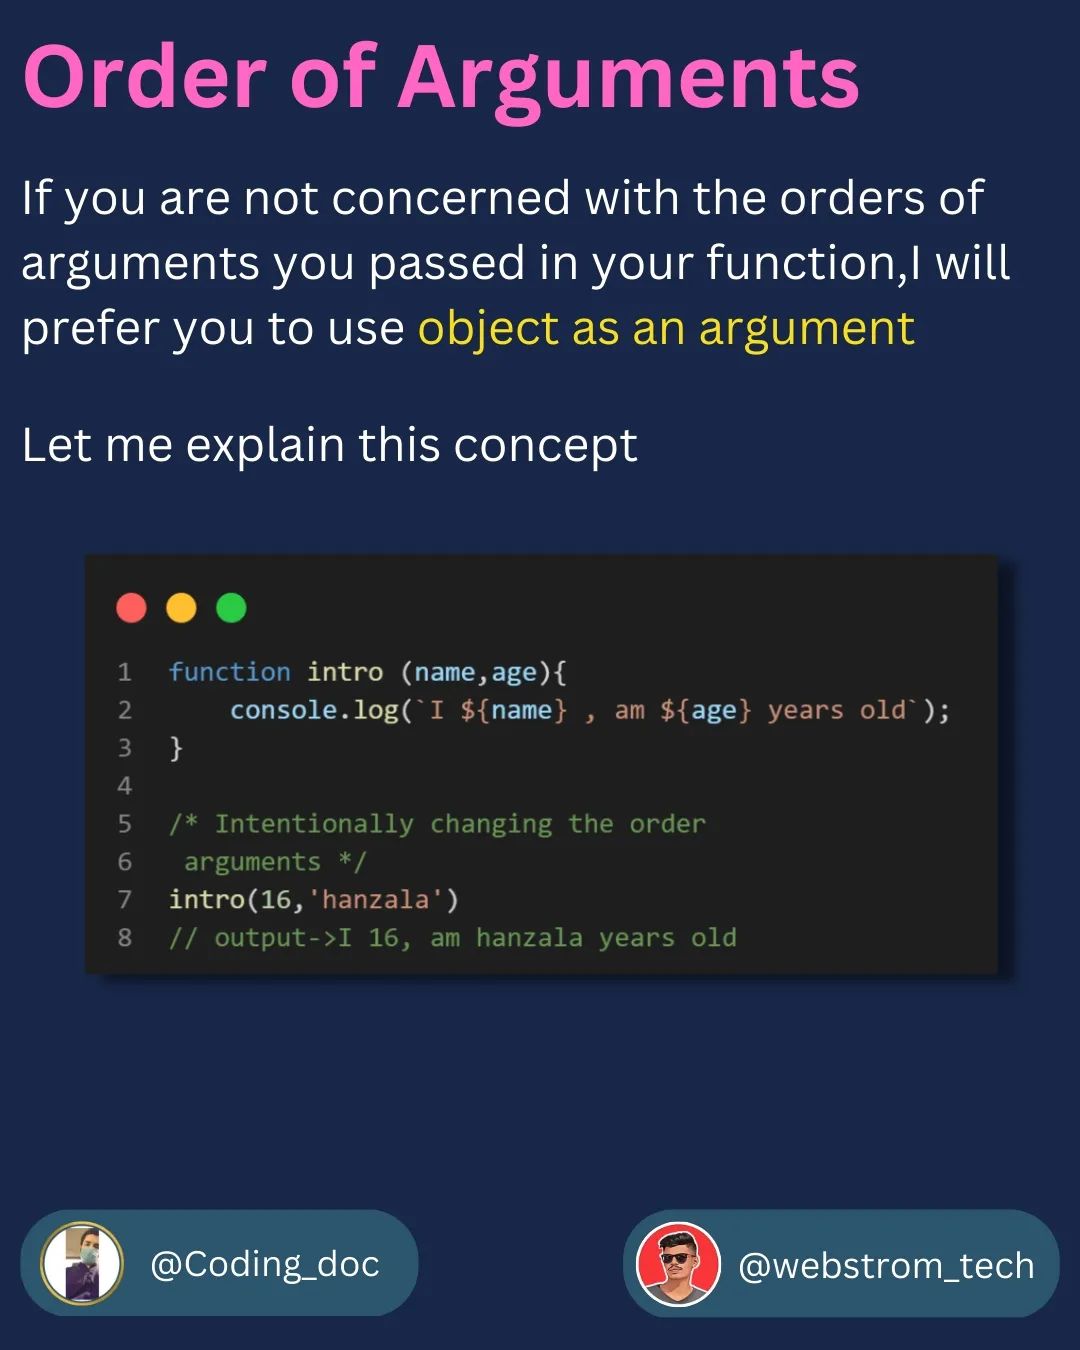 Order of Arguments
If you are not concerned with the orders of
arguments you passed in your function,I will
prefer you to use object as an argument
Let me explain this concept
1 function intro (name,age){
2 console.log(`I ${name} , am ${age} years old`);
3 }
4
5 /* Intentionally changing the order
6 arguments */
7 intro(16,'hanzala')
8 // output->I 16, am hanzala years old
@Coding_doc
@webstrom_tech